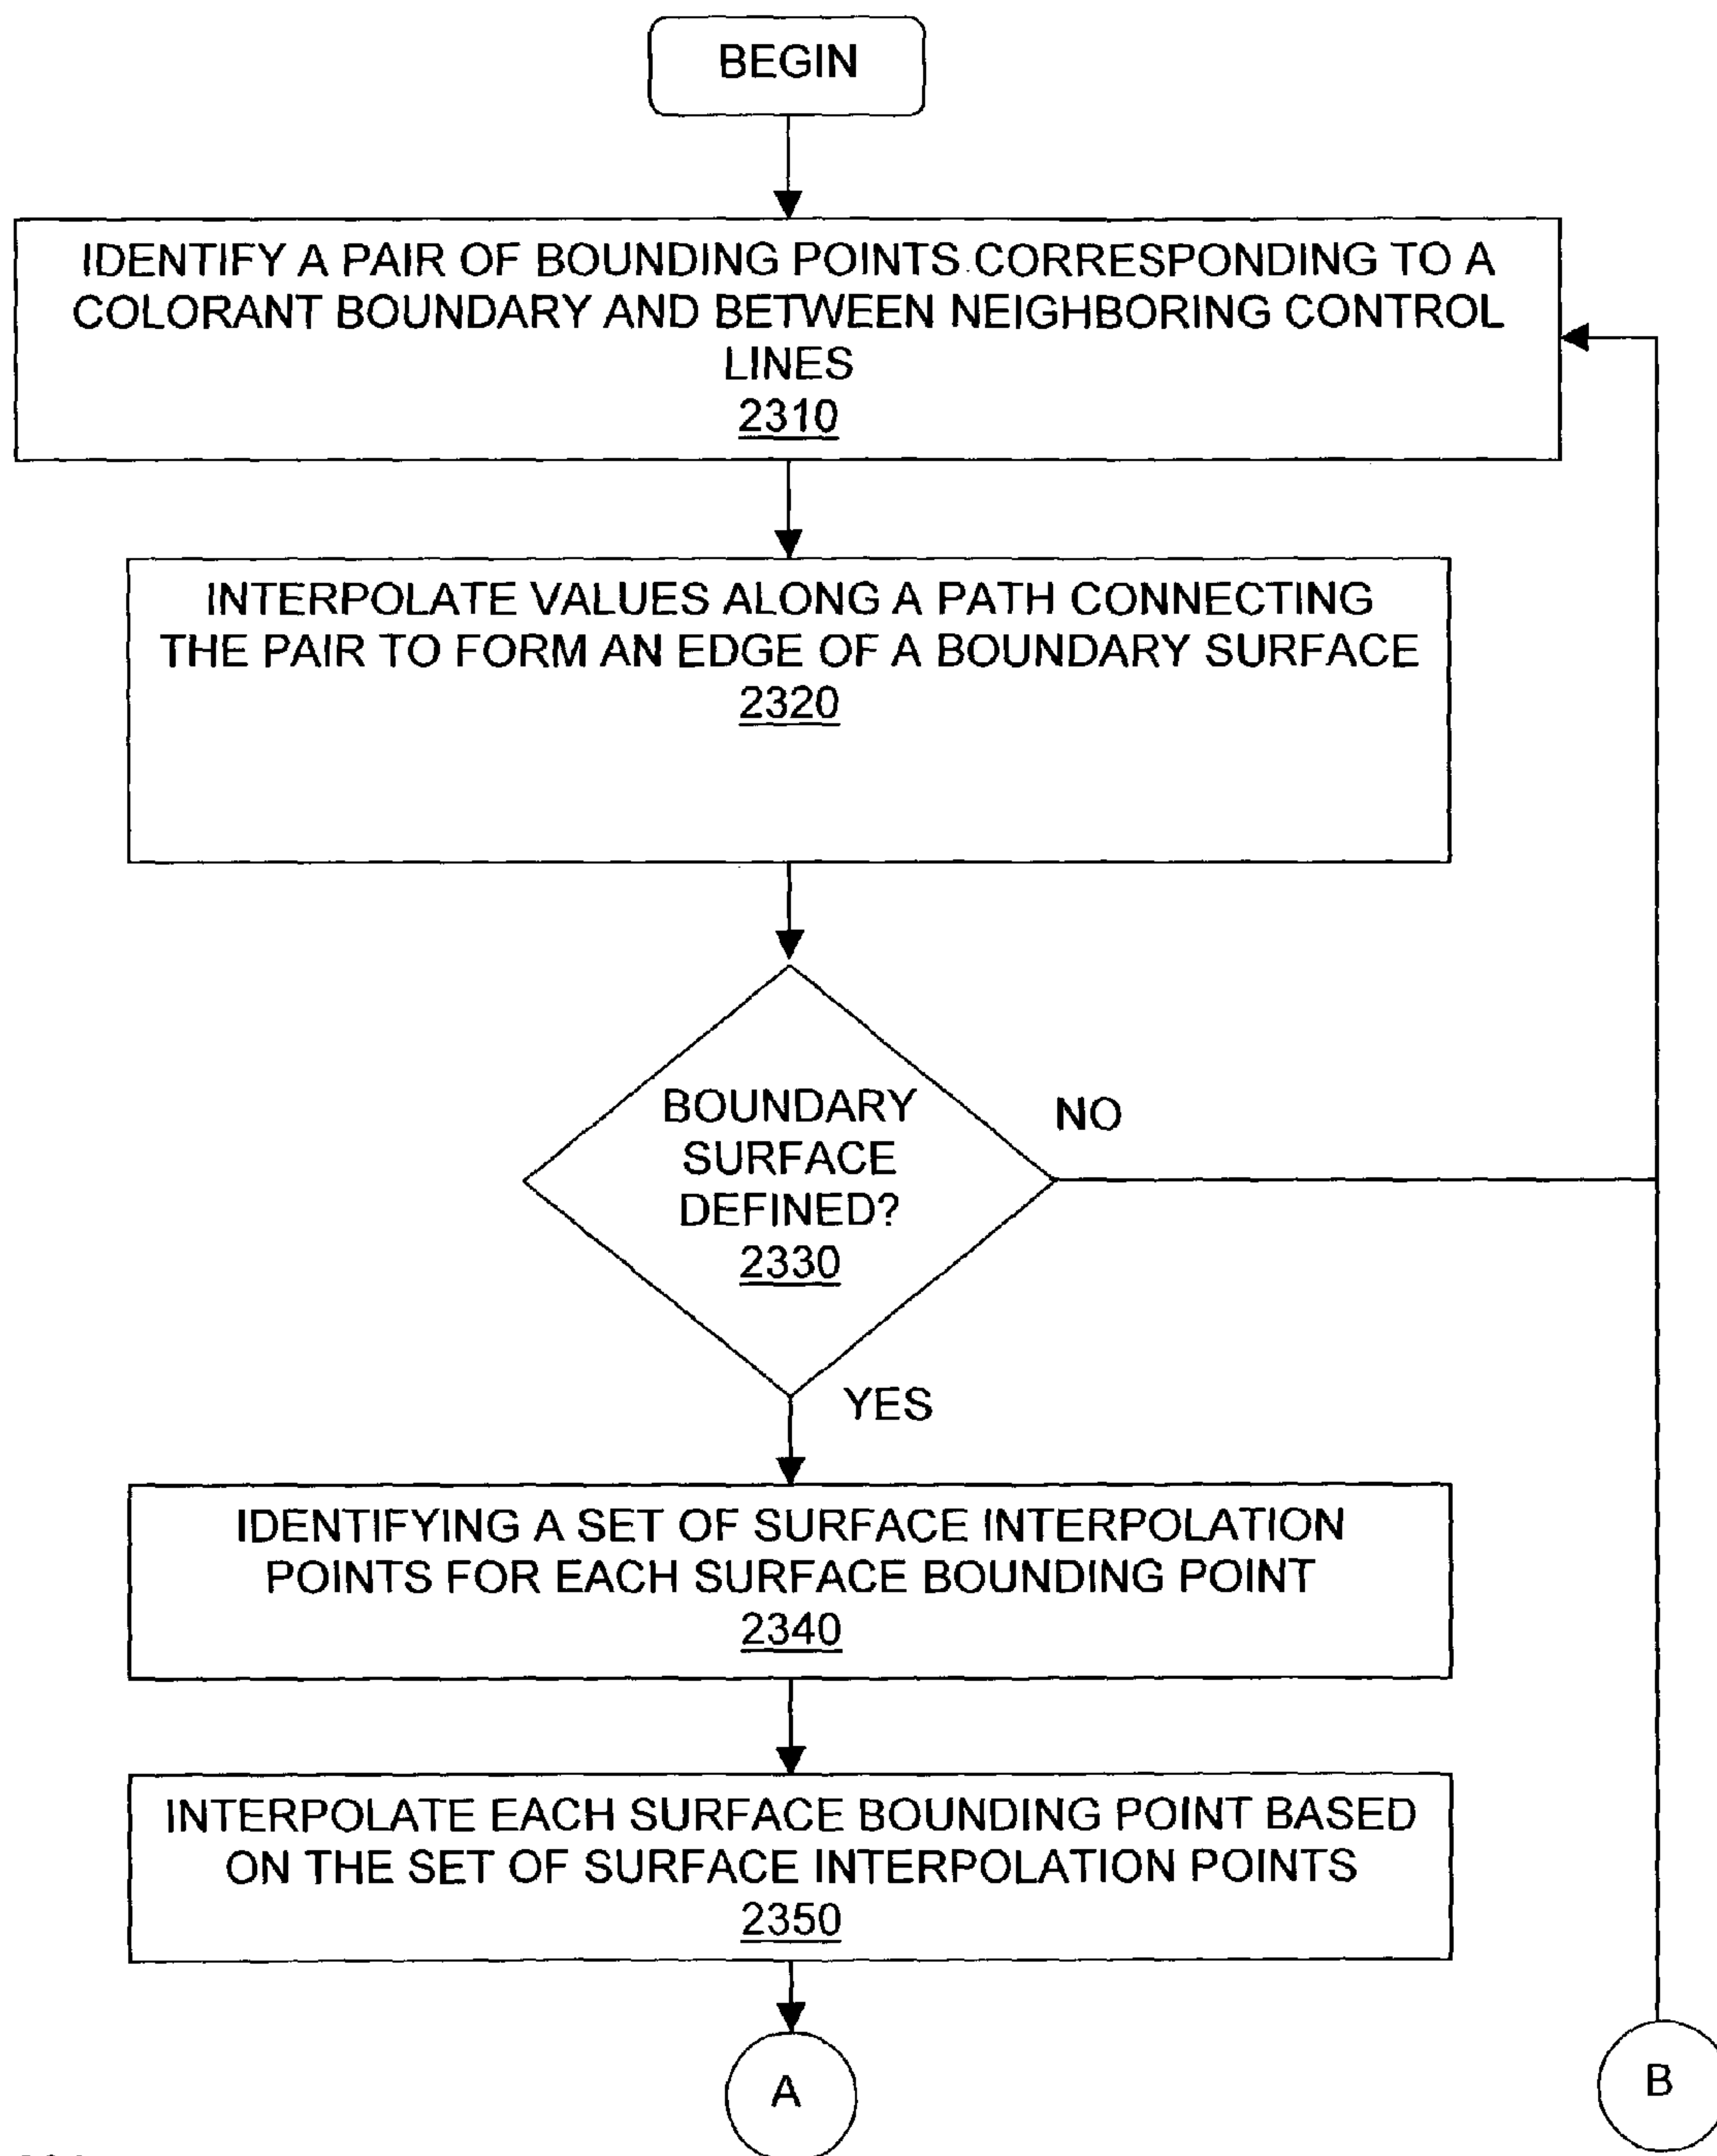 BEGIN
IDENTIFY A PAIR OF BOUNDING POINTS CORRESPONDING TO A
COLORANT BOUNDARY AND BETWEEN NEIGHBORING CONTROL
LINES
2310
INTERPOLATE VALUES ALONG A PATH CONNECTING
THE PAIR TO FORM AN EDGE OF A BOUNDARY SURFACE
2320
BOUNDARY
SURFACE
DEFINED?
2330
NO
YES
IDENTIFYING A SET OF SURFACE INTERPOLATION
POINTS FOR EACH SURFACE BOUNDING POINT
2340
INTERPOLATE EACH SURFACE BOUNDING POINT BASED
ON THE SET OF SURFACE INTERPOLATION POINTS
2350
A
B